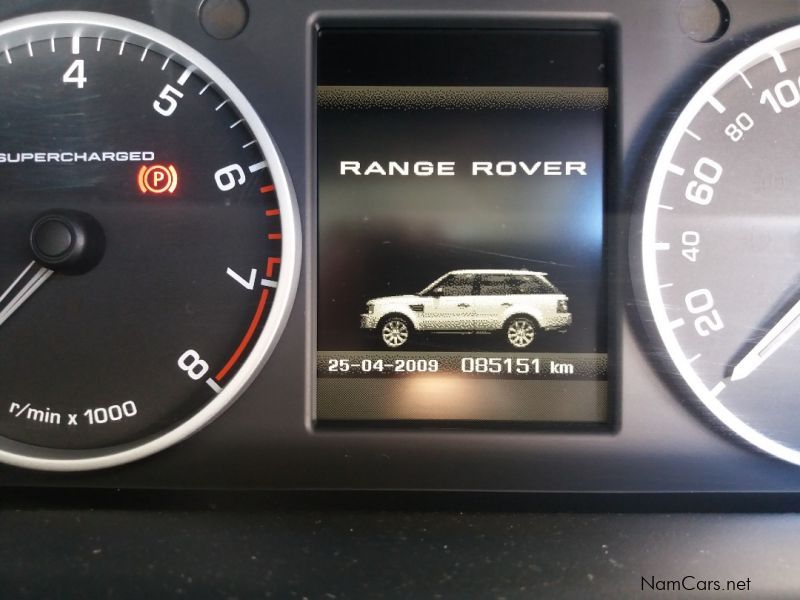 4
5
SUPERCHARGED
P
6
7
8
r/min x 1000
RANGE ROVER
25-04-2009 085151 km
100
80
60
40
20
NamCars.net